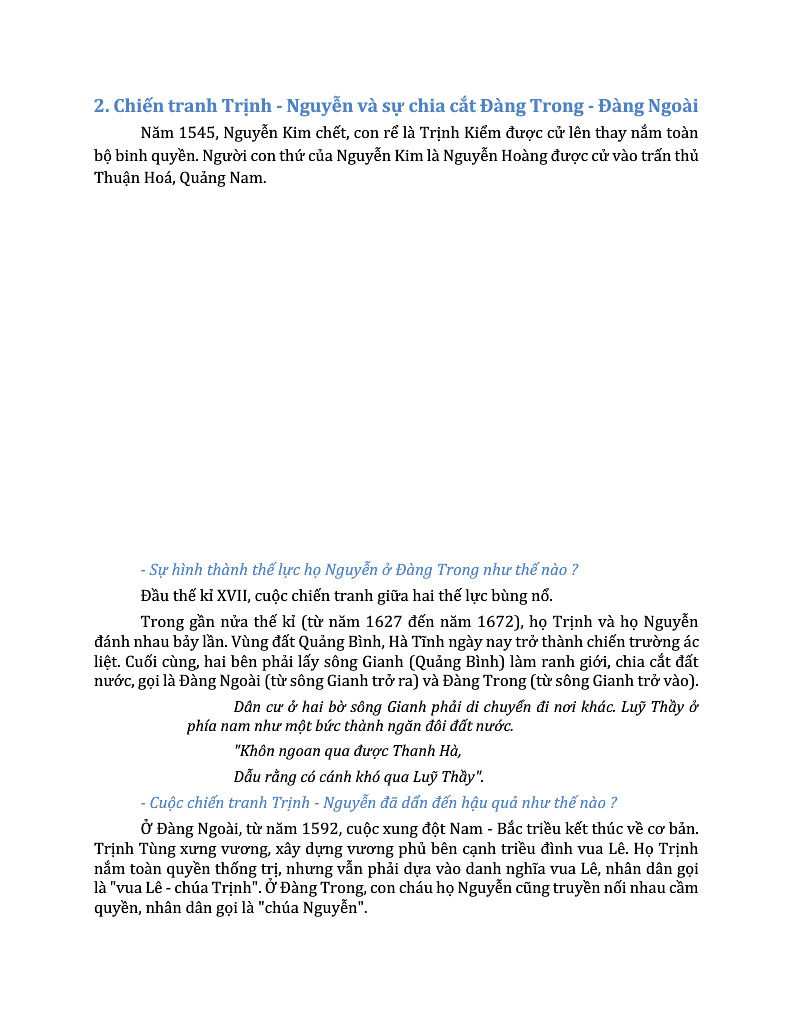 2. Chiến tranh Trịnh - Nguyễn và sự chia cắt Đàng Trong - Đàng Ngoài
Năm 1545, Nguyễn Kim chết, con rể là Trịnh Kiểm được cử lên thay nắm toàn
bộ binh quyền. Người con thứ của Nguyễn Kim là Nguyễn Hoàng được cử vào trấn thủ
Thuận Hoá, Quảng Nam.
- Sự hình thành thế lực họ Nguyễn ở Đàng Trong như thế nào ?
Đầu thế kỉ XVII, cuộc chiến tranh giữa hai thế lực bùng nổ.
Trong gần nửa thế kỉ (từ năm 1627 đến năm 1672), họ Trịnh và họ Nguyễn
đánh nhau bảy lần. Vùng đất Quảng Bình, Hà Tĩnh ngày nay trở thành chiến trường ác
liệt. Cuối cùng, hai bên phải lấy sông Gianh (Quảng Bình) làm ranh giới, chia cắt đất
nước, gọi là Đàng Ngoài (từ sông Gianh trở ra) và Đàng Trong (từ sông Gianh trở vào).
Dân cư ở hai bờ sông Gianh phải di chuyển đi nơi khác. Luỹ Thầy ở
phía nam như một bức thành ngăn đôi đất nước.
"Khôn ngoan qua được Thanh Hà,
Dẫu rằng có cánh khó qua Luỹ Thầy".
- Cuộc chiến tranh Trịnh - Nguyễn đã dẩn đến hậu quả như thế nào ?
Ở Đàng Ngoài, từ năm 1592, cuộc xung đột Nam - Bắc triều kết thúc về cơ bản.
Trịnh Tùng xưng vương, xây dựng vương phủ bên cạnh triều đình vua Lê. Họ Trịnh
nắm toàn quyền thống trị, nhưng vẫn phải dựa vào danh nghĩa vua Lê, nhân dân gọi
là "vua Lê - chúa Trịnh". Ở Đàng Trong, con cháu họ Nguyễn cũng truyền nối nhau cầm
quyền, nhân dân gọi là "chúa Nguyễn".